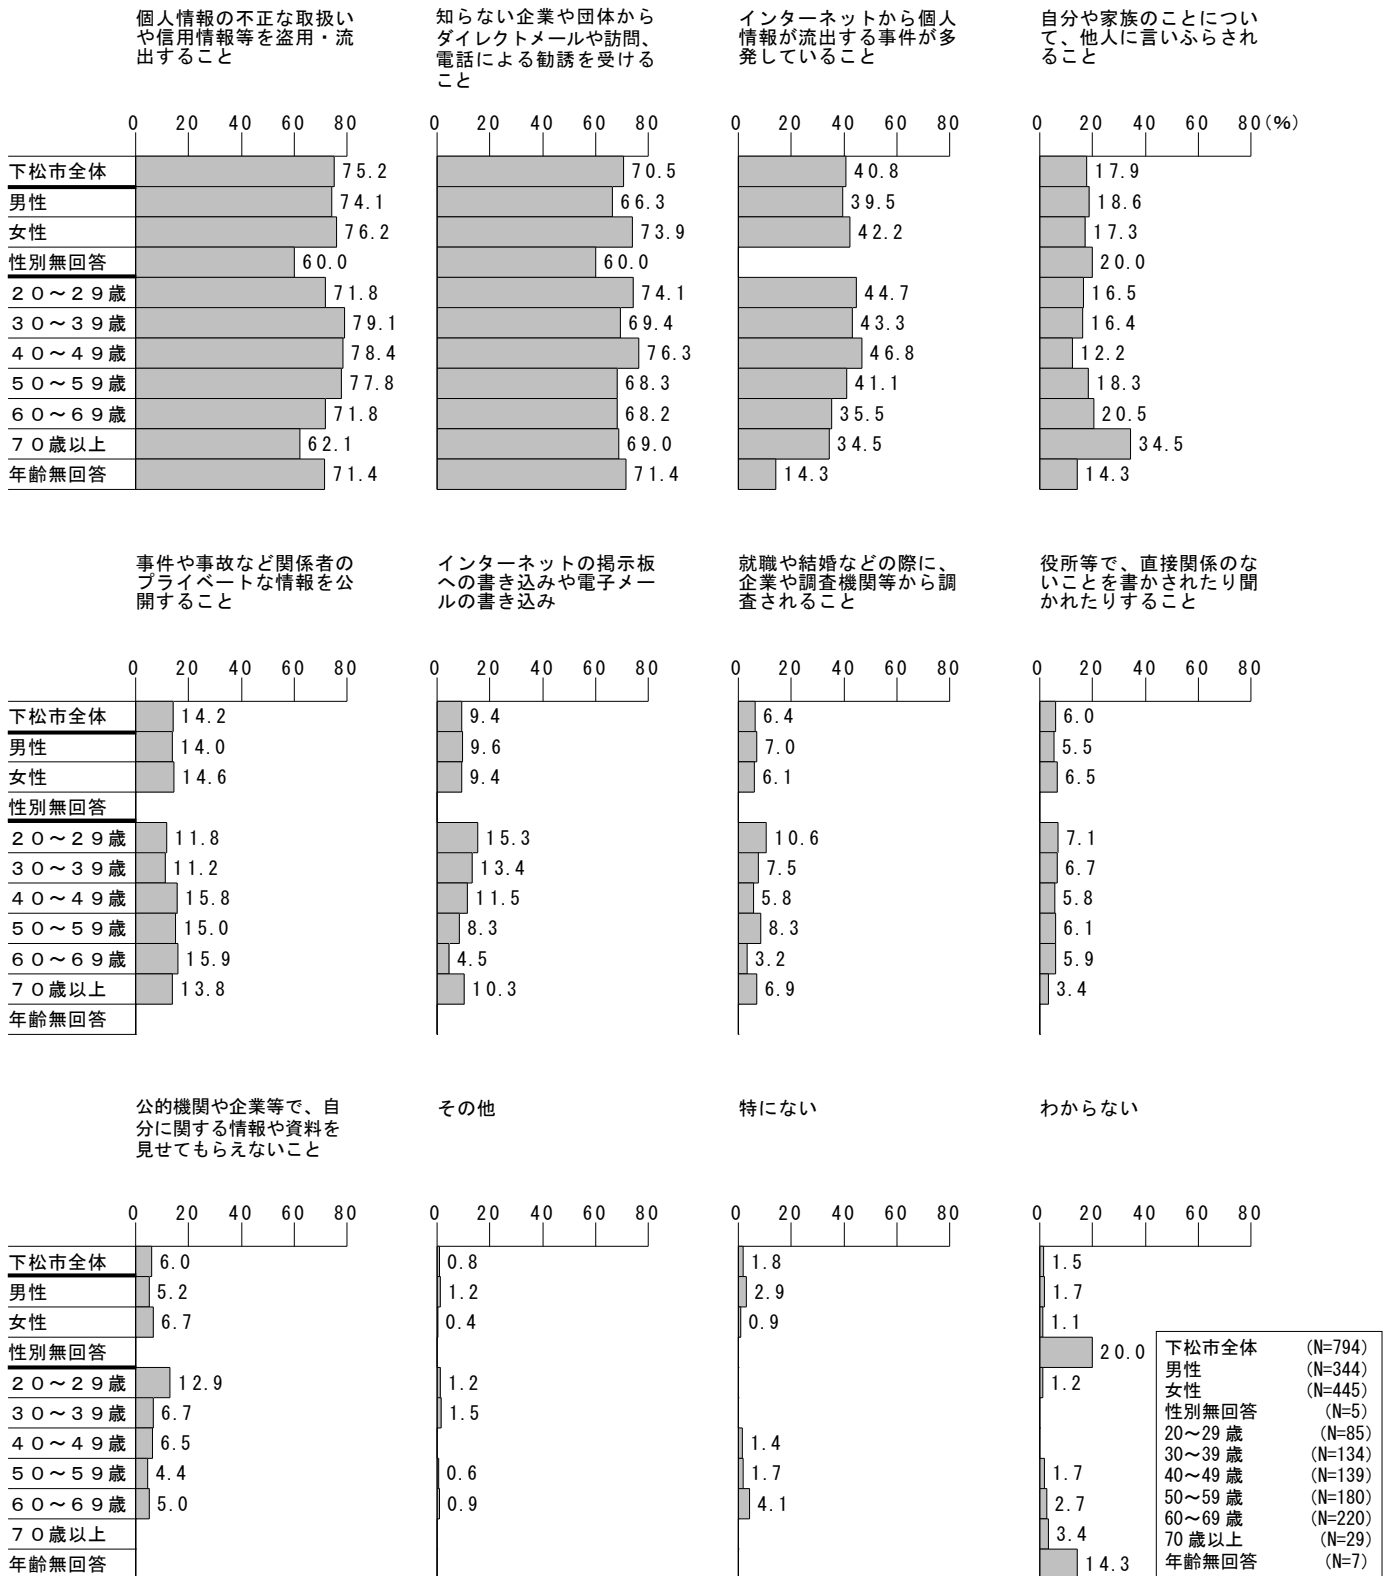 個人情報の不正な取扱い
や信用情報等を盗用・流
出すること
知らない企業や団体から
ダイレクトメールや訪問、
電話による勧誘を受ける
こと
インターネットから個人
情報が流出する事件が多
発していること
自分や家族のことについ
て、他人に言いふらされ
ること
0 20 40 60 80 0 20 40 60 80 0 20 40 60 80 0 20 40 60 80(%)
下松市全体 75.2 70.5 40.8 17.9
男性 74.1 66.3 39.5 18.6
女性 76.2 73.9 42.2 17.3
性別無回答 60.0 60.0 20.0
20～29歳 71.8 74.1 44.7 16.5
30～39歳 79.1 69.4 43.3 16.4
40～49歳 78.4 76.3 46.8 12.2
50～59歳 77.8 68.3 41.1 18.3
60～69歳 71.8 68.2 35.5 20.5
70歳以上 62.1 69.0 34.5 34.5
年齢無回答 71.4 71.4 14.3 14.3
事件や事故など関係者の
プライベートな情報を公
開すること
インターネットの掲示板
への書き込みや電子メー
ルの書き込み
就職や結婚などの際に、
企業や調査機関等から調
査されること
役所等で、直接関係のな
いことを書かされたり聞
かれたりすること
0 20 40 60 80 0 20 40 60 80 0 20 40 60 80 0 20 40 60 80
下松市全体 14.2 9.4 6.4 6.0
男性 14.0 9.6 7.0 5.5
女性 14.6 9.4 6.1 6.5
性別無回答
20～29歳 11.8 15.3 10.6 7.1
30～39歳 11.2 13.4 7.5 6.7
40～49歳 15.8 11.5 5.8 5.8
50～59歳 15.0 8.3 8.3 6.1
60～69歳 15.9 4.5 3.2 5.9
70歳以上 13.8 10.3 6.9 3.4
年齢無回答
公的機関や企業等で、自
分に関する情報や資料を
見せてもらえないこと
その他
特にない
わからない
0 20 40 60 80 0 20 40 60 80 0 20 40 60 80 0 20 40 60 80
下松市全体 6.0 0.8 1.8 1.5
男性 5.2 1.2 2.9 1.7
女性 6.7 0.4 0.9 1.1
性別無回答 20.0
20～29歳 12.9 1.2 1.2
30～39歳 6.7 1.5
40～49歳 6.5 1.4
50～59歳 4.4 0.6 1.7 1.7
60～69歳 5.0 0.9 4.1 2.7
70歳以上 3.4
年齢無回答 14.3
下松市全体 (N=794)
男性 (N=344)
女性 (N=445)
性別無回答 (N=5)
20～29歳 (N=85)
30～39歳 (N=134)
40～49歳 (N=139)
50～59歳 (N=180)
60～69歳 (N=220)
70歳以上 (N=29)
年齢無回答 (N=7)